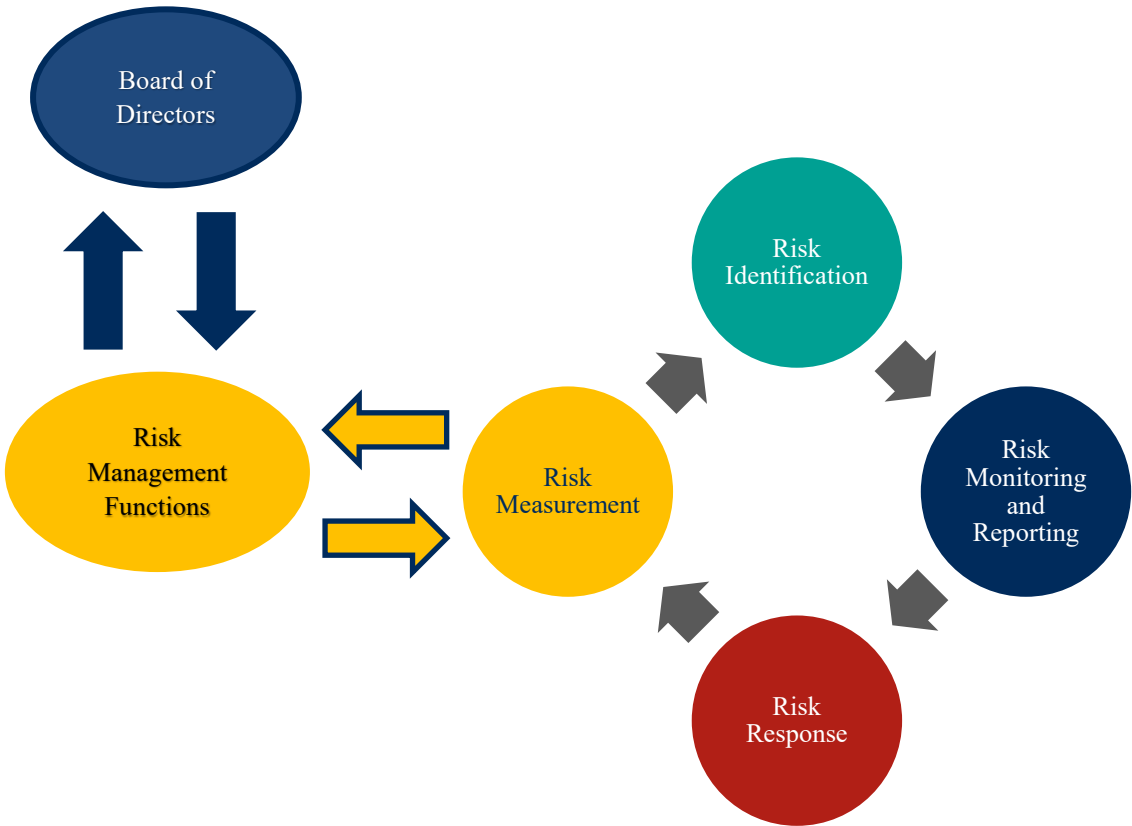 Board of
Directors
Risk
Identification
Risk
Management
Functions
Risk
Measurement
Risk
Monitoring
and
Reporting
Risk
Response